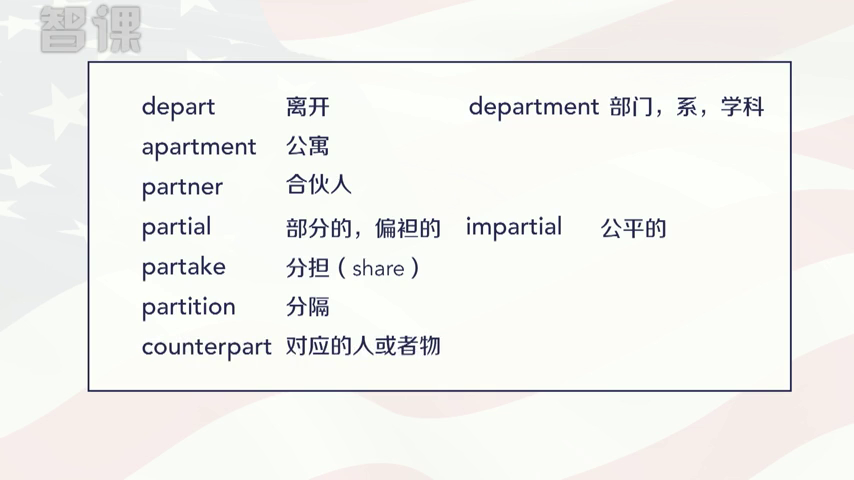 智课
depart 离开 department 部门，系，学科
apartment 公寓
partner 合伙人
partial 部分的，偏袒的 impartial 公平的
partake 分担（share）
partition 分隔
counterpart 对应的人或者物